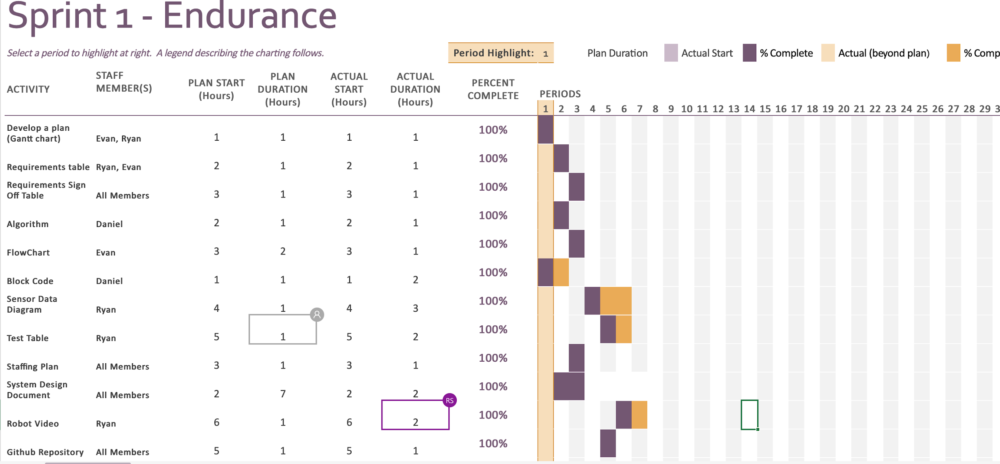 Sprint 1 - Endurance
Select a period to highlight at right. A legend describing the charting follows.
Period Highlight: 1
Plan Duration
Actual Start
% Complete
Actual (beyond plan)
% Comp
ACTIVITY
STAFF
MEMBER(S)
PLAN START
(Hours)
PLAN
DURATION
(Hours)
ACTUAL
START
(Hours)
ACTUAL
DURATION
(Hours)
PERCENT
COMPLETE
PERIODS
1 2 3 4 5 6 7 8 9 10 11 12 13 14 15 16 17 18 19 20 21 22 23 24 25 26 27 28 29 3
Develop a plan
(Gantt chart) Evan, Ryan 1 1 1 1 100%
Requirements table Ryan, Evan 2 1 2 1 100%
Requirements Sign
Off Table All Members 3 1 3 1 100%
Algorithm Daniel 2 1 2 1 100%
FlowChart Evan 3 2 3 1 100%
Block Code Daniel 1 1 1 2 100%
Sensor Data
Diagram Ryan 4 1 4 3 100%
Test Table Ryan 5 1 5 2 100%
Staffing Plan All Members 3 1 3 1 100%
System Design
Document All Members 2 7 2 2 100%
RS
Robot Video Ryan 6 1 6 2 100%
Github Repository All Members 5 1 5 1 100%